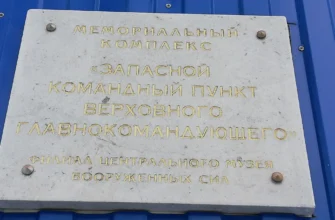 МЕМОРИАЛЬНЫЙ
КОМПЛЕКС
«ЗАПАСНОЙ
КОМАНДНЫЙ ПУНКТ
ВЕРХОВНОГО
ГЛАВНОКОМАНДУЮЩЕГО»
ФИЛИАЛ ЦЕНТРАЛЬНОГО МУЗЕЯ
ВООРУЖЕННЫХ СИЛ